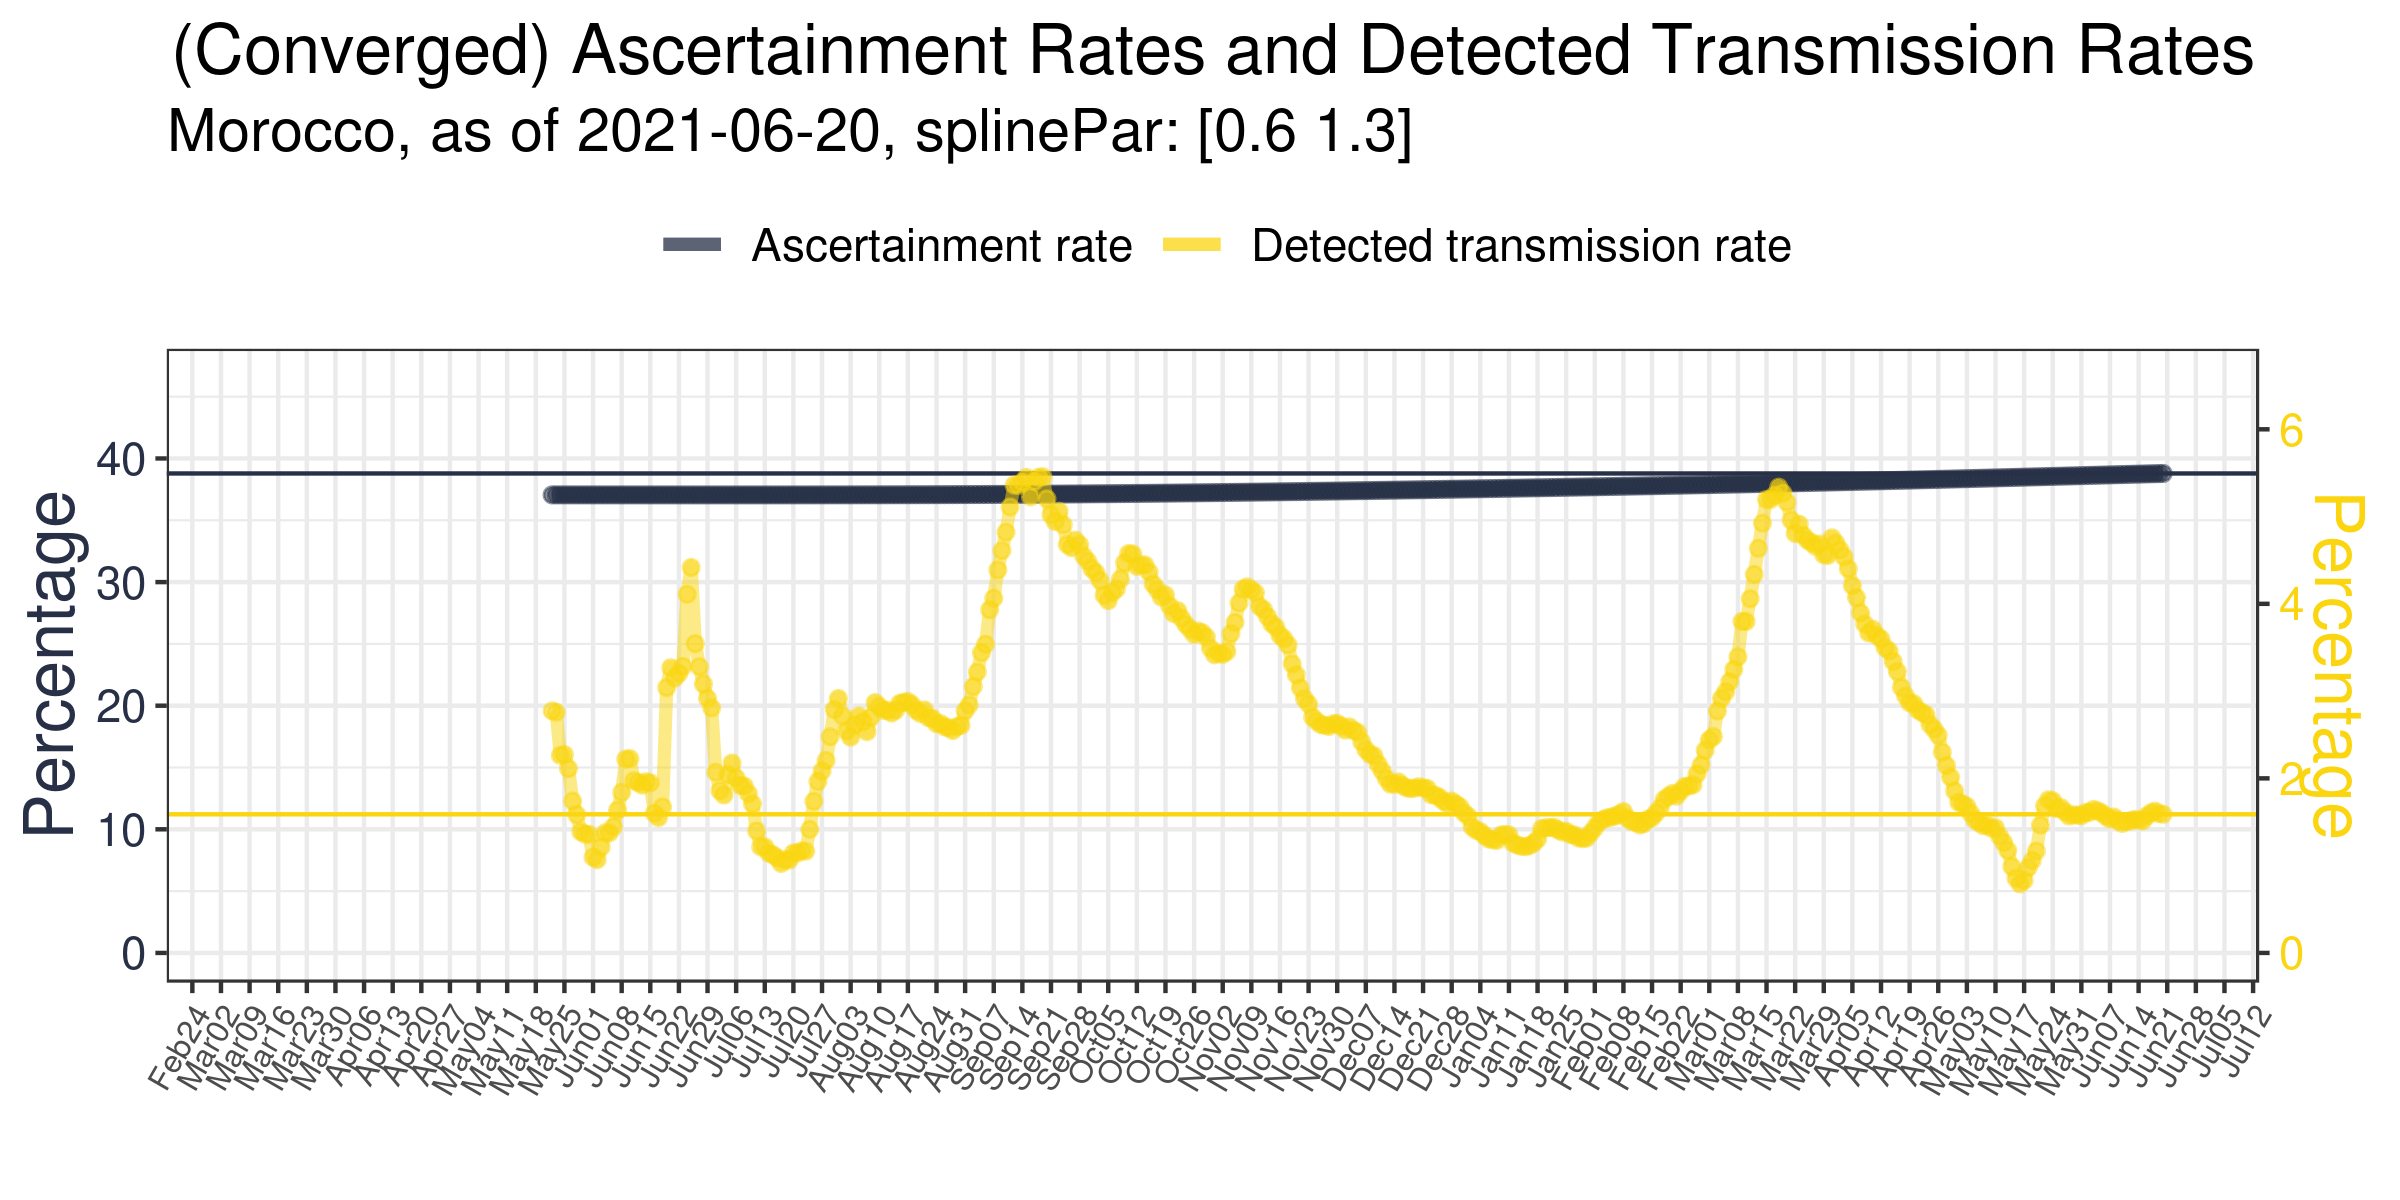 (Converged) Ascertainment Rates and Detected Transmission Rates
Morocco, as of 2021-06-20, splinePar: [0.6 1.3]
Ascertainment rate
Detected transmission rate
Percentage
40
30
20
10
0
6
4
2
0
Percentage
Feb24
Mar02
Mar09
Mar16
Mar23
Mar30
Apr06
Apr13
Apr20
Apr27
May04
May11
May18
May25
Jun01
Jun08
Jun15
Jun22
Jun29
Jul06
Jul13
Jul20
Jul27
Aug03
Aug10
Aug17
Aug24
Aug31
Sep07
Sep14
Sep21
Sep28
Oct05
Oct12
Oct19
Oct26
Nov02
Nov09
Nov16
Nov23
Nov30
Dec07
Dec14
Dec21
Dec28
Jan04
Jan11
Jan18
Jan25
Feb01
Feb08
Feb15
Feb22
Mar01
Mar08
Mar15
Mar22
Mar29
Apr05
Apr12
Apr19
Apr26
May03
May10
May17
May24
May31
Jun07
Jun14
Jun21
Jun28
Jul05
Jul12